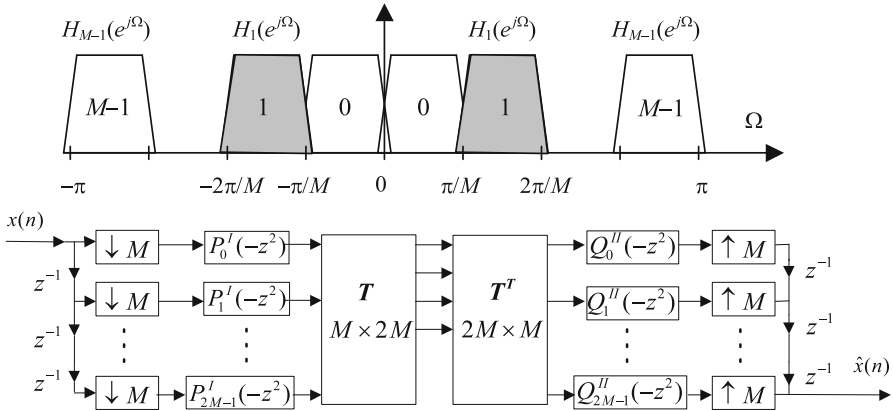 H_{M−1}(e^{jΩ}) H_1(e^{jΩ}) H_1(e^{jΩ}) H_{M−1}(e^{jΩ})
M−1 1 0 0 1 M−1
Ω
−π −2π/M −π/M 0 π/M 2π/M π
x(n)
↓ M P_0^I(−z^2) Q_0^{II}(−z^2) ↑ M
z^{−1} z^{−1}
↓ M P_1^I(−z^2) T T^T Q_1^{II}(−z^2) ↑ M
M × 2M 2M × M
z^{−1} z^{−1}
z^{−1} x̂(n)
↓ M P_{2M−1}^I(−z^2) Q_{2M−1}^{II}(−z^2) ↑ M z^{−1}